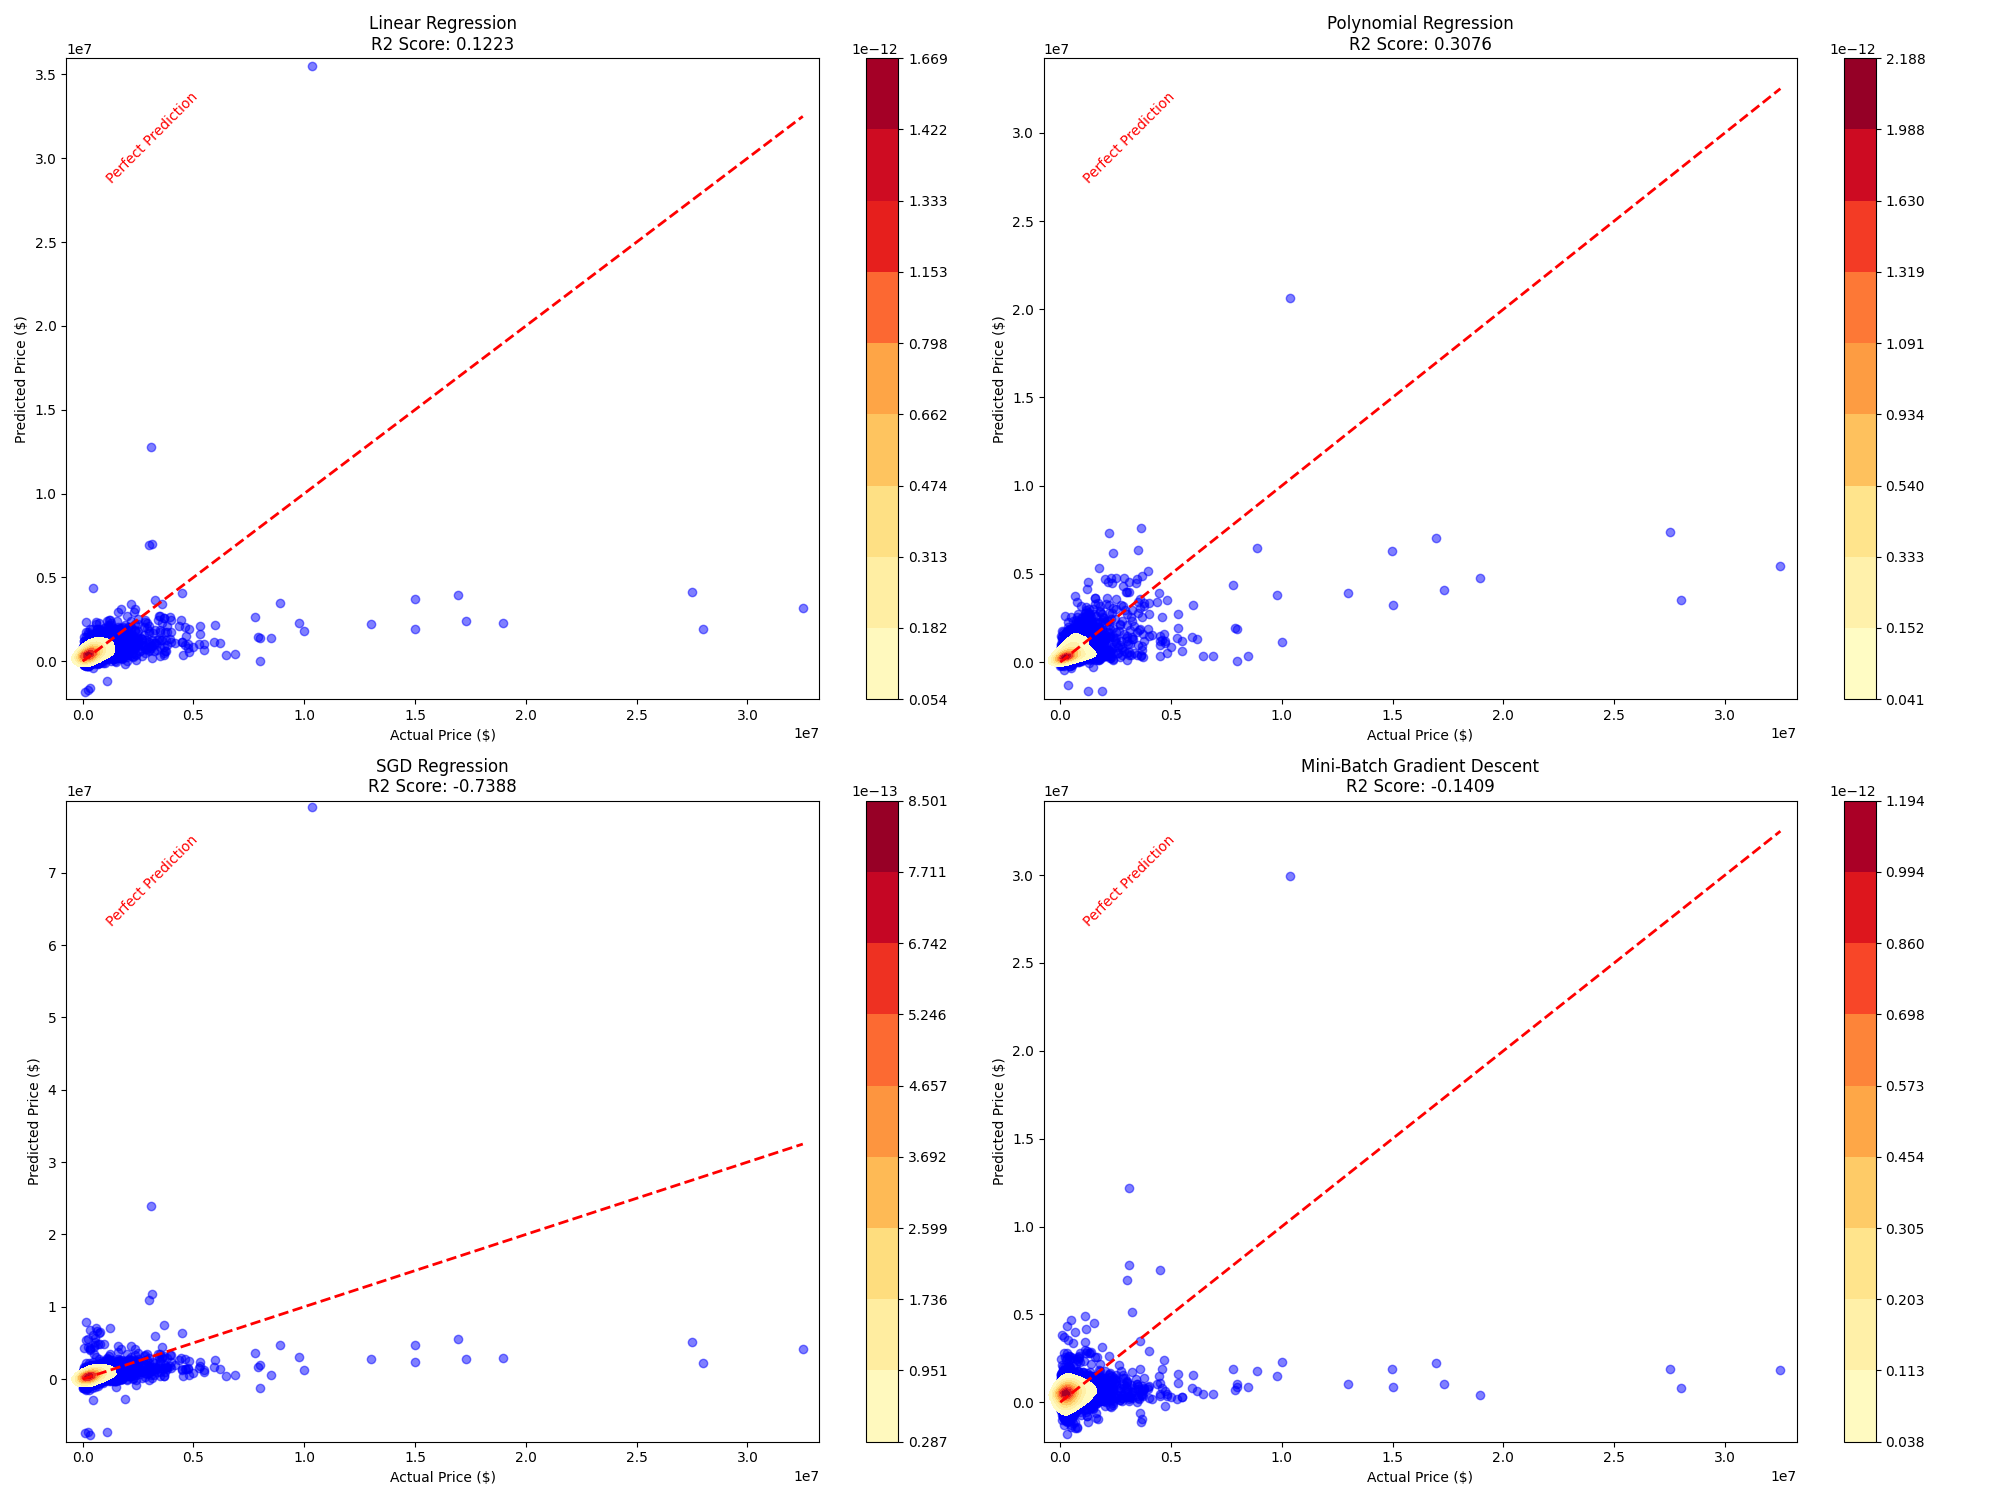 Linear Regression
R2 Score: 0.1223
1e7
3.5
3.0
2.5
2.0
1.5
1.0
0.5
0.0
Predicted Price ($)
Perfect Prediction
0.0 0.5 1.0 1.5 2.0 2.5 3.0
1e7
Actual Price ($)
1e−12
1.669
1.422
1.333
1.153
0.798
0.662
0.474
0.313
0.182
0.054
Polynomial Regression
R2 Score: 0.3076
1e7
3.0
2.5
2.0
1.5
1.0
0.5
0.0
Predicted Price ($)
Perfect Prediction
0.0 0.5 1.0 1.5 2.0 2.5 3.0
1e7
Actual Price ($)
1e−12
2.188
1.988
1.630
1.319
1.091
0.934
0.540
0.333
0.152
0.041
SGD Regression
R2 Score: -0.7388
1e7
7
6
5
4
3
2
1
0
Predicted Price ($)
Perfect Prediction
0.0 0.5 1.0 1.5 2.0 2.5 3.0
1e7
Actual Price ($)
1e−13
8.501
7.711
6.742
5.246
4.657
3.692
2.599
1.736
0.951
0.287
Mini-Batch Gradient Descent
R2 Score: -0.1409
1e7
3.0
2.5
2.0
1.5
1.0
0.5
0.0
Predicted Price ($)
Perfect Prediction
0.0 0.5 1.0 1.5 2.0 2.5 3.0
1e7
Actual Price ($)
1e−12
1.194
0.994
0.860
0.698
0.573
0.454
0.305
0.203
0.113
0.038